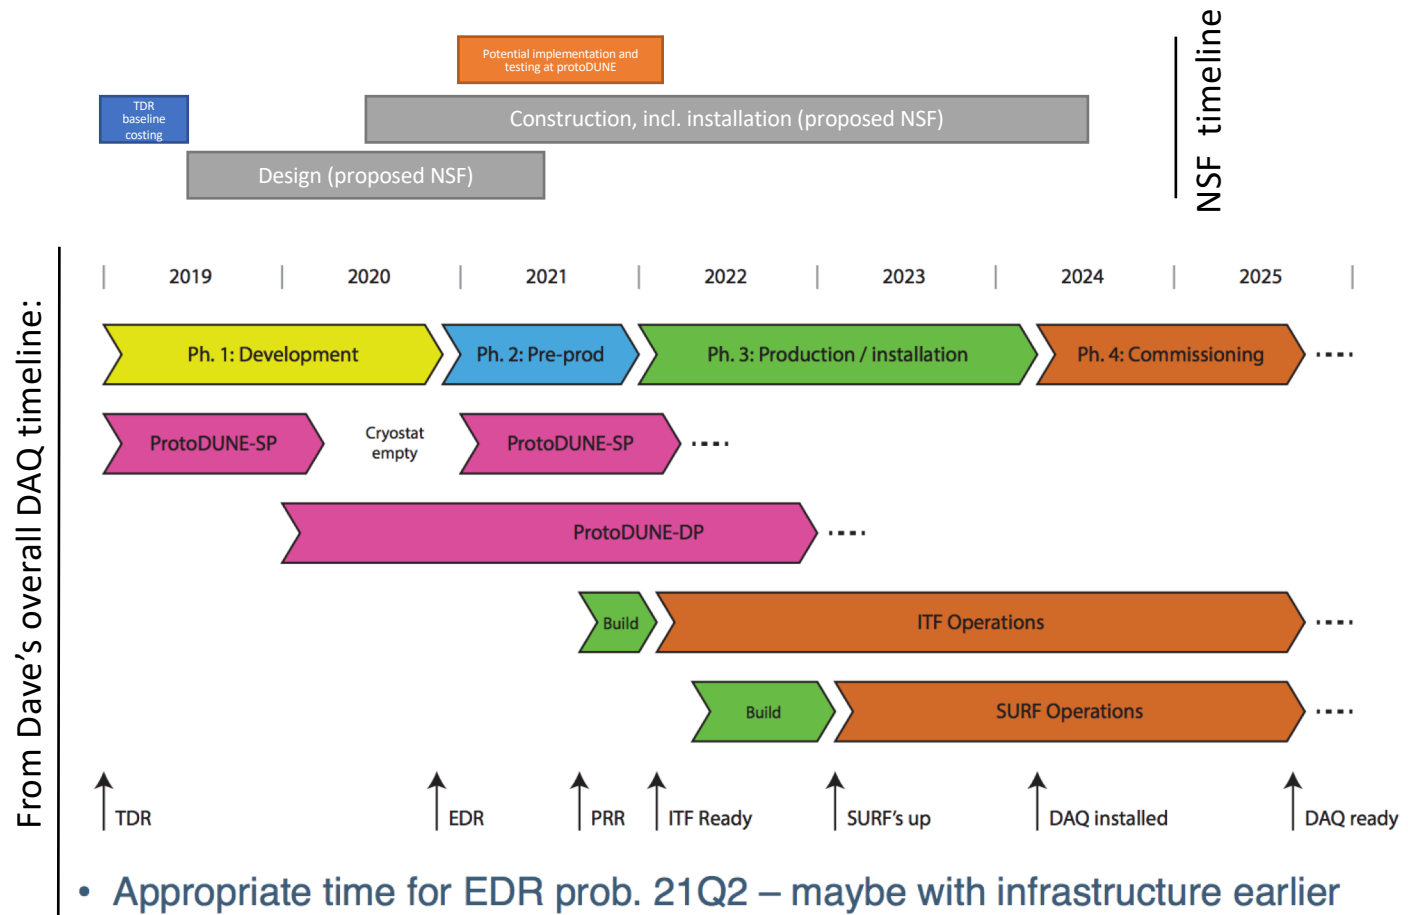 Potential implementation and
testing at protoDUNE
TDR
baseline
costing
Construction, incl. installation (proposed NSF)
Design (proposed NSF)
NSF timeline
From Dave’s overall DAQ timeline:
2019
2020
2021
2022
2023
2024
2025
Ph. 1: Development
Ph. 2: Pre-prod
Ph. 3: Production / installation
Ph. 4: Commissioning
ProtoDUNE-SP
Cryostat
empty
ProtoDUNE-SP
ProtoDUNE-DP
Build
ITF Operations
Build
SURF Operations
TDR
EDR
PRR
ITF Ready
SURF’s up
DAQ installed
DAQ ready
• Appropriate time for EDR prob. 21Q2 – maybe with infrastructure earlier